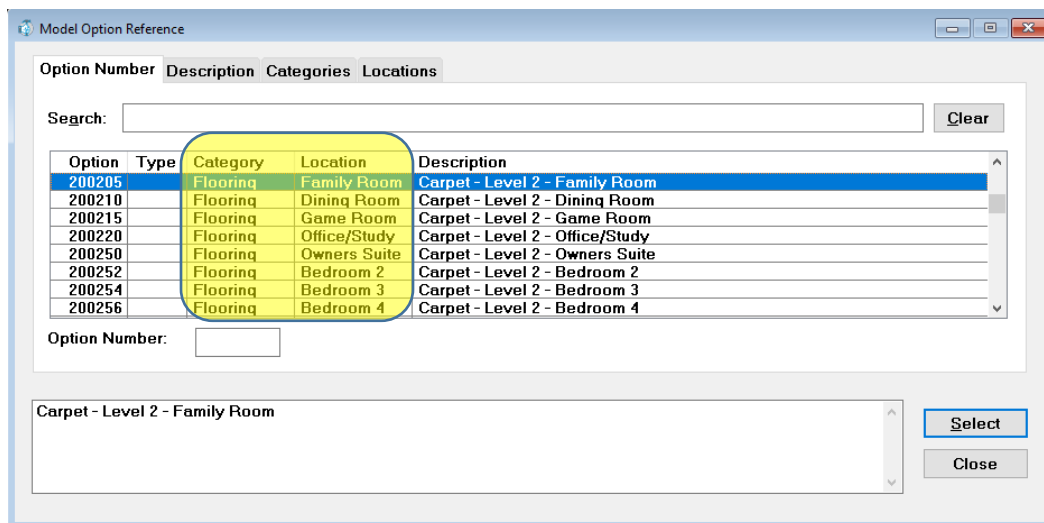 Model Option Reference
Option Number Description Categories Locations
Search: Clear
Option Type Category Location Description
200205 Flooring Family Room Carpet - Level 2 - Family Room
200210 Flooring Dining Room Carpet - Level 2 - Dining Room
200215 Flooring Game Room Carpet - Level 2 - Game Room
200220 Flooring Office/Study Carpet - Level 2 - Office/Study
200250 Flooring Owners Suite Carpet - Level 2 - Owners Suite
200252 Flooring Bedroom 2 Carpet - Level 2 - Bedroom 2
200254 Flooring Bedroom 3 Carpet - Level 2 - Bedroom 3
200256 Flooring Bedroom 4 Carpet - Level 2 - Bedroom 4
Option Number:
Carpet - Level 2 - Family Room
Select
Close